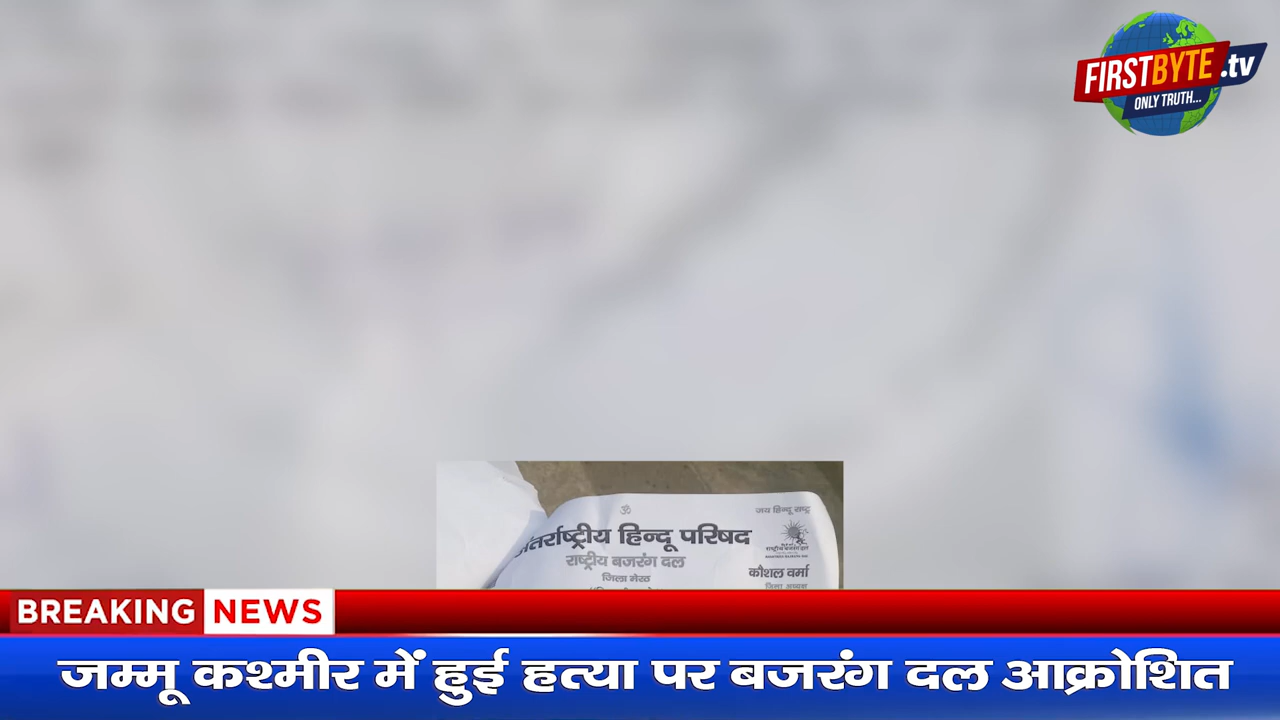 FIRSTBYTE.tv
ONLY TRUTH...
ॐ
जय हिन्दू राष्ट्र
अंतर्राष्ट्रीय हिन्दू परिषद
राष्ट्रीय बजरंग दल
जिला मेरठ
कौशल वर्मा
जिला अध्यक्ष
BREAKING NEWS
जम्मू कश्मीर में हुई हत्या पर बजरंग दल आक्रोशित